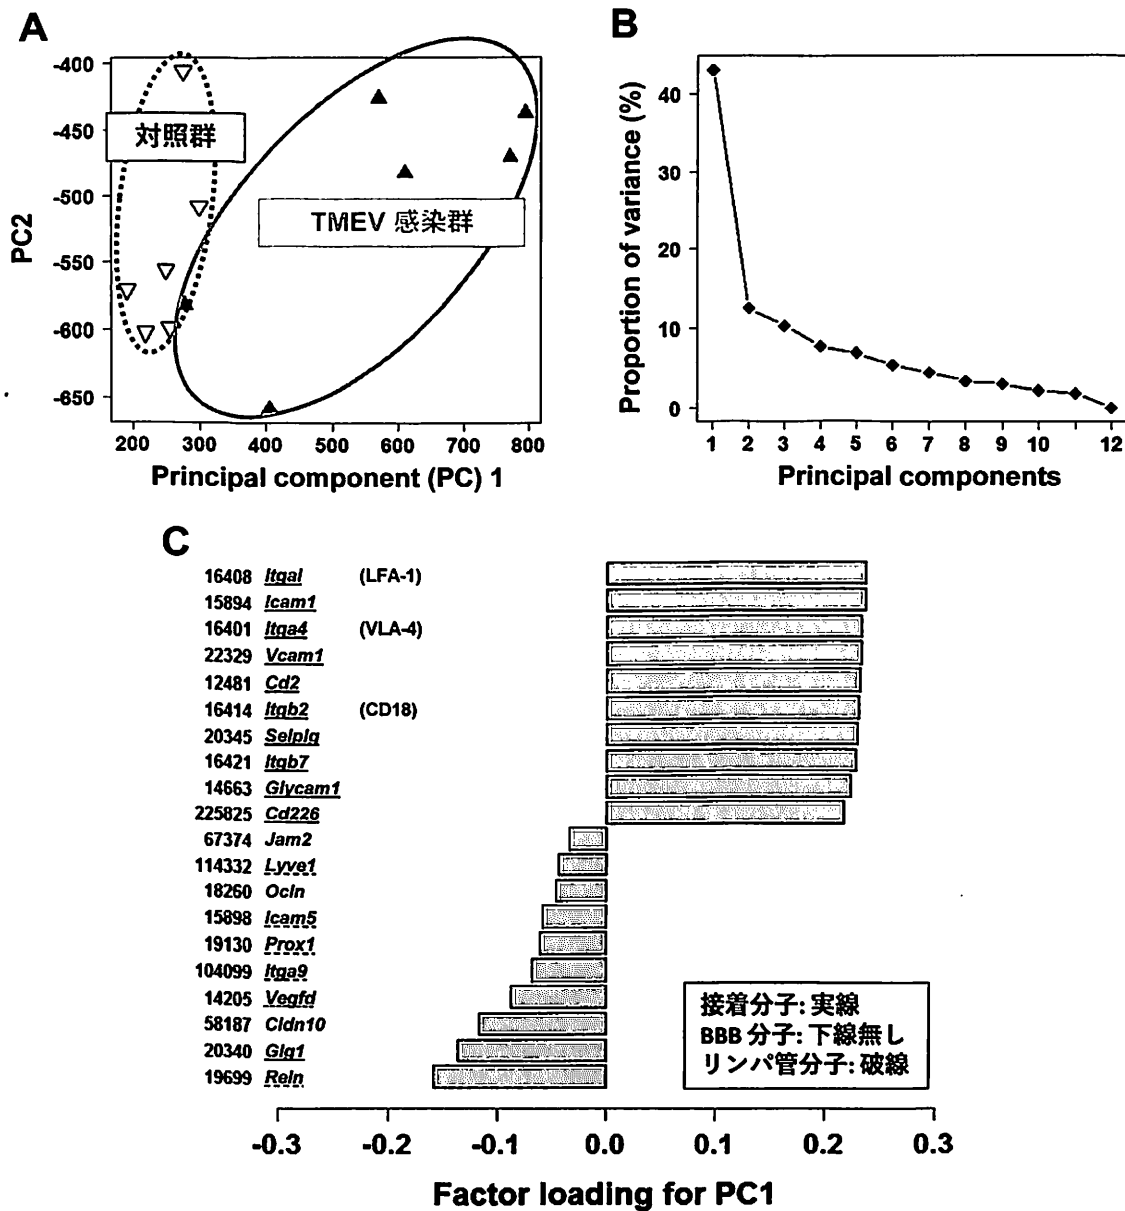 A
-400
-450
-500
-550
-600
-650
PC2
対照群
TMEV 感染群
200 300 400 500 600 700 800
Principal component (PC) 1
B
40
30
20
10
0
Proportion of variance (%)
1 2 3 4 5 6 7 8 9 10 12
Principal components
C
16408 Itgal (LFA-1)
15894 Icam1
16401 Itga4 (VLA-4)
22329 Vcam1
12481 Cd2
16414 Itgb2 (CD18)
20345 Selplg
16421 Itgb7
14663 Glycam1
225825 Cd226
67374 Jam2
114332 Lyve1
18260 Ocln
15898 Icam5
19130 Prox1
104099 Itga9
14205 Vegfd
58187 Cldn10
20340 Glg1
19699 Reln
接着分子: 実線
BBB 分子: 下線無し
リンパ管分子: 破線
-0.3 -0.2 -0.1 0.0 0.1 0.2 0.3
Factor loading for PC1